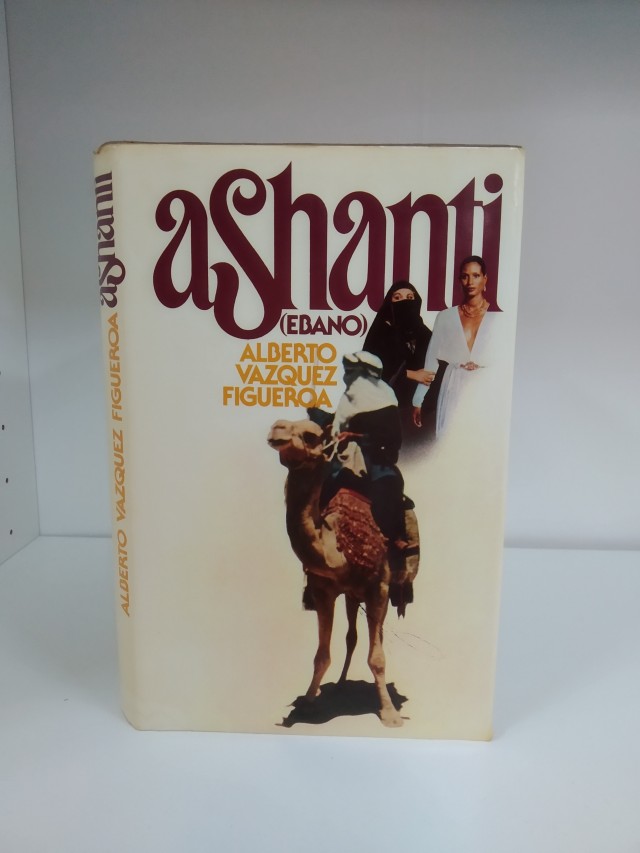 aShanti
(EBANO)
ALBERTO
VAZQUEZ
FIGUEROA
ALBERTO VAZQUEZ FIGUEROA aShanti